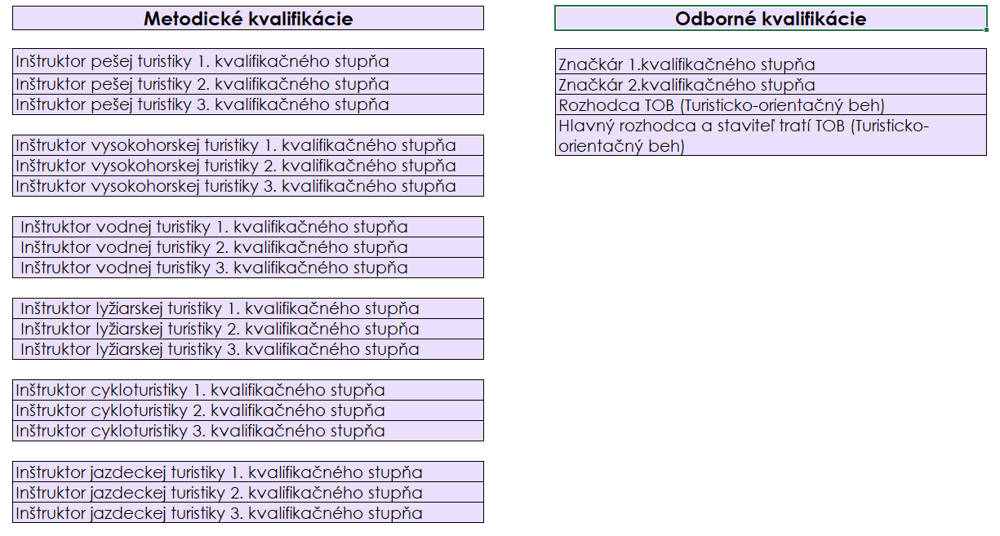 Metodické kvalifikácie
Inštruktor pešej turistiky 1. kvalifikačného stupňa
Inštruktor pešej turistiky 2. kvalifikačného stupňa
Inštruktor pešej turistiky 3. kvalifikačného stupňa
Inštruktor vysokohorskej turistiky 1. kvalifikačného stupňa
Inštruktor vysokohorskej turistiky 2. kvalifikačného stupňa
Inštruktor vysokohorskej turistiky 3. kvalifikačného stupňa
Inštruktor vodnej turistiky 1. kvalifikačného stupňa
Inštruktor vodnej turistiky 2. kvalifikačného stupňa
Inštruktor vodnej turistiky 3. kvalifikačného stupňa
Inštruktor lyžiarskej turistiky 1. kvalifikačného stupňa
Inštruktor lyžiarskej turistiky 2. kvalifikačného stupňa
Inštruktor lyžiarskej turistiky 3. kvalifikačného stupňa
Inštruktor cykloturistiky 1. kvalifikačného stupňa
Inštruktor cykloturistiky 2. kvalifikačného stupňa
Inštruktor cykloturistiky 3. kvalifikačného stupňa
Inštruktor jazdeckej turistiky 1. kvalifikačného stupňa
Inštruktor jazdeckej turistiky 2. kvalifikačného stupňa
Inštruktor jazdeckej turistiky 3. kvalifikačného stupňa
Odborné kvalifikácie
Značkár 1.kvalifikačného stupňa
Značkár 2.kvalifikačného stupňa
Rozhodca TOB (Turisticko-orientačný beh)
Hlavný rozhodca a staviteľ tratí TOB (Turisticko-
orientačný beh)